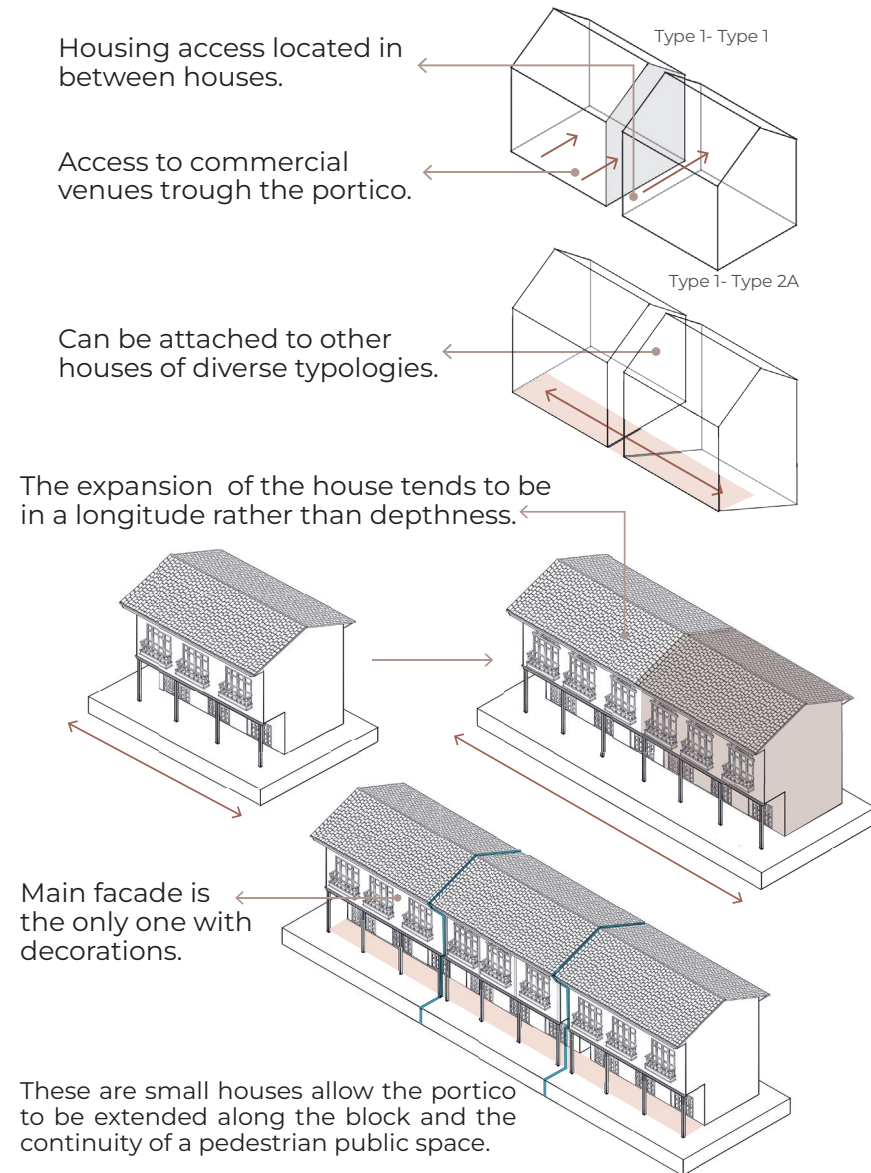 Type 1- Type 1
Housing access located in
between houses.
Access to commercial
venues trough the portico.
Type 1- Type 2A
Can be attached to other
houses of diverse typologies.
The expansion  of the house tends to be
in a longitude rather than depthness.
Main facade is
the only one with
decorations.
These are small houses allow the portico
to be extended along the block and the
continuity of a pedestrian public space.